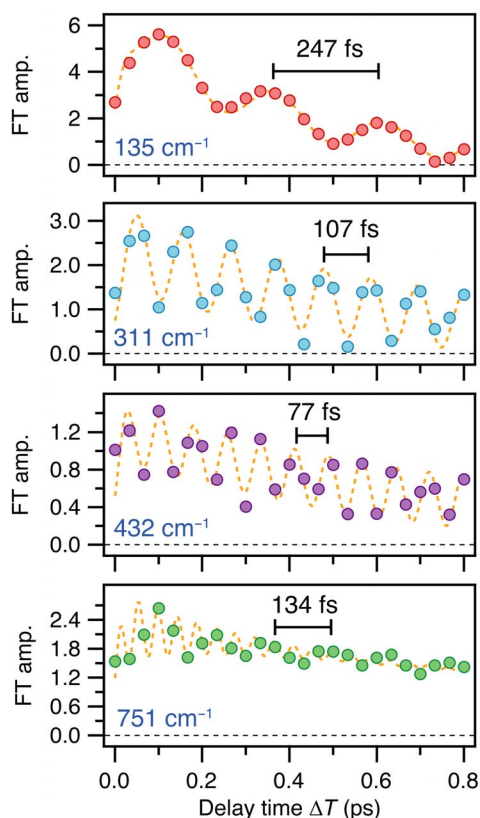 6
4
2
0
FT amp.
247 fs
135 cm⁻¹
3.0
2.0
1.0
0.0
FT amp.
107 fs
311 cm⁻¹
1.2
0.8
0.4
0.0
FT amp.
77 fs
432 cm⁻¹
2.4
1.8
1.2
0.6
0.0
FT amp.
134 fs
751 cm⁻¹
0.0 0.2 0.4 0.6 0.8
Delay time ΔT (ps)